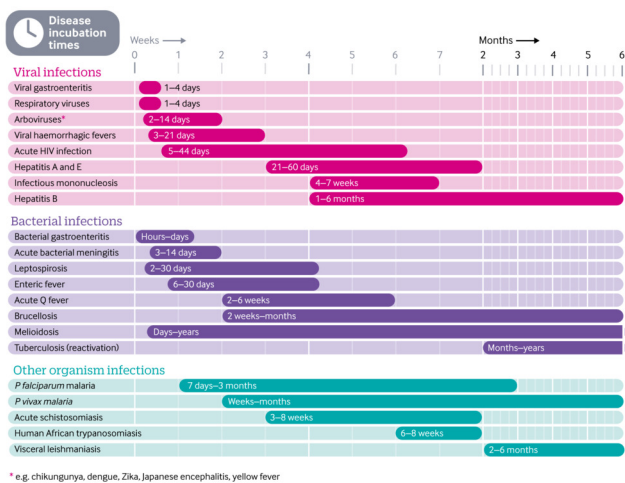 Disease
incubation
times
Weeks
Months
0 1 2 3 4 5 6 7 2 3 4 5 6
Viral infections
Viral gastroenteritis 1–4 days
Respiratory viruses 1–4 days
Arboviruses* 2–14 days
Viral haemorrhagic fevers 3–21 days
Acute HIV infection 5–44 days
Hepatitis A and E 21–60 days
Infectious mononucleosis 4–7 weeks
Hepatitis B 1–6 months
Bacterial infections
Bacterial gastroenteritis Hours–days
Acute bacterial meningitis 3–14 days
Leptospirosis 2–30 days
Enteric fever 6–30 days
Acute Q fever 2–6 weeks
Brucellosis 2 weeks–months
Melioidosis Days–years
Tuberculosis (reactivation) Months–years
Other organism infections
P falciparum malaria 7 days–3 months
P vivax malaria Weeks–months
Acute schistosomiasis 3–8 weeks
Human African trypanosomiasis 6–8 weeks
Visceral leishmaniasis 2–6 months
* e.g. chikungunya, dengue, Zika, Japanese encephalitis, yellow fever